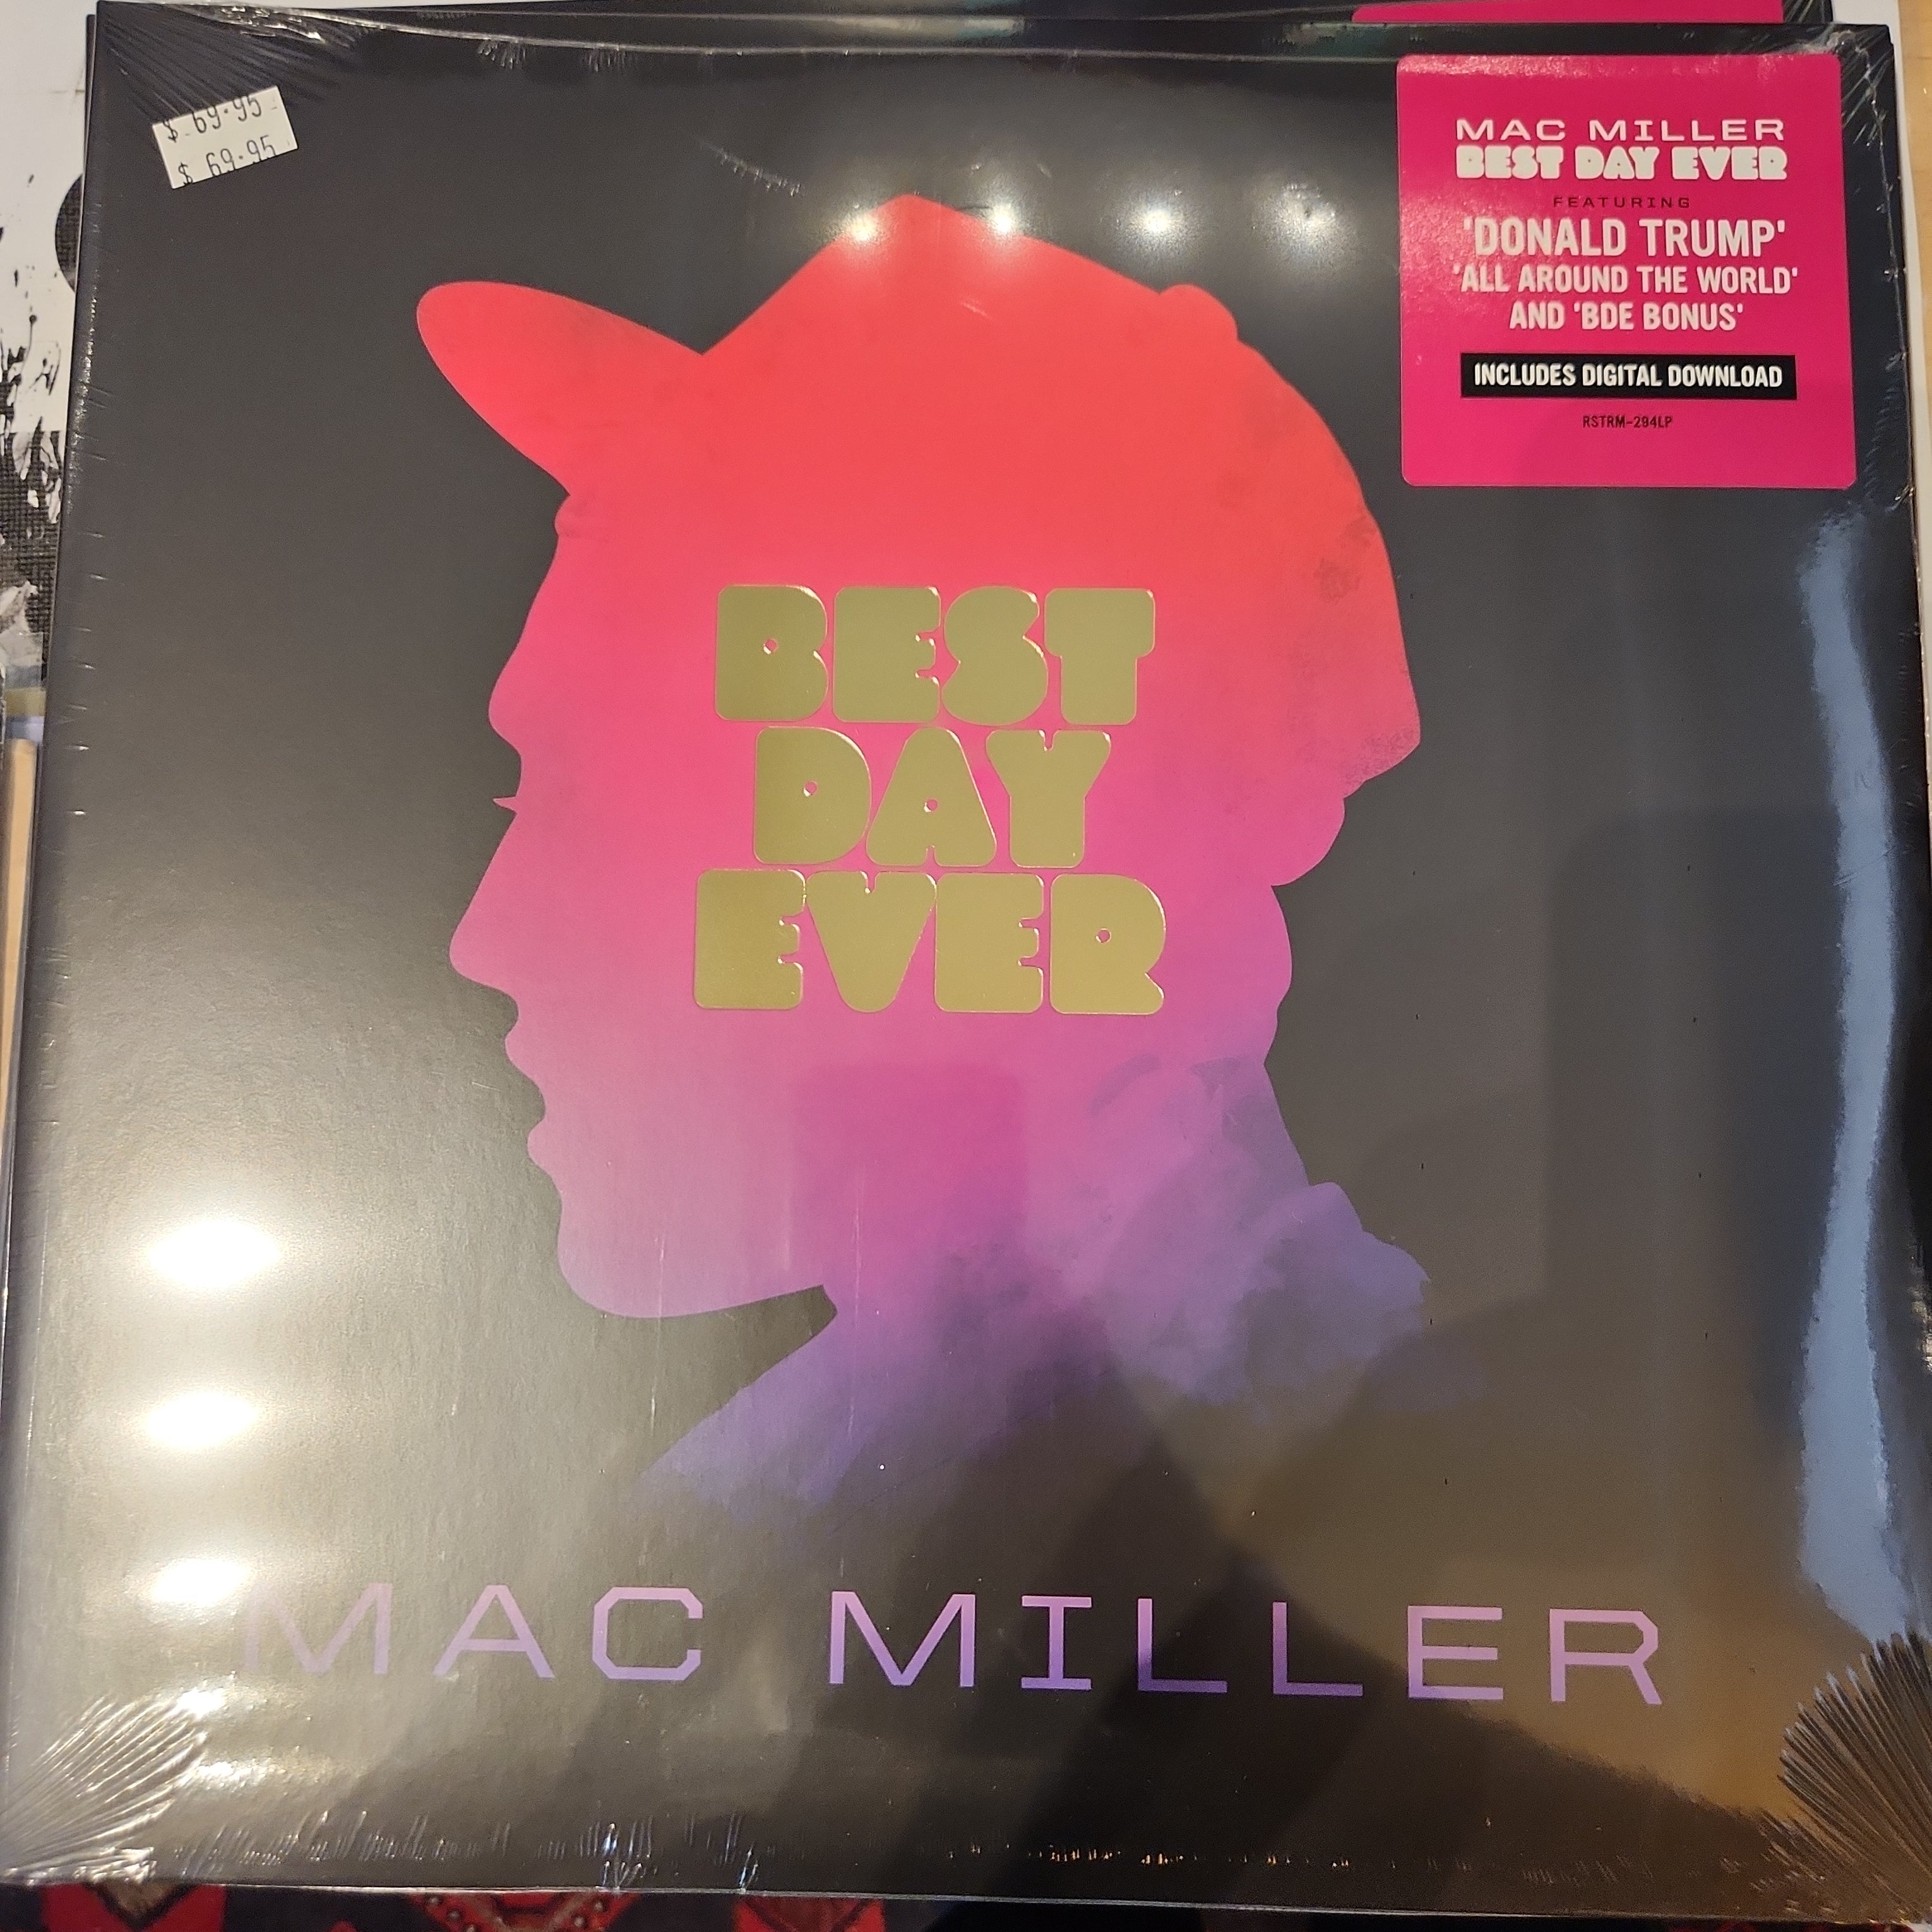 $ 69.95
$ 69.95
MAC MILLER
BEST DAY EVER
FEATURING
'DONALD TRUMP'
'ALL AROUND THE WORLD'
AND 'BDE BONUS'
INCLUDES DIGITAL DOWNLOAD
RSTRM-294LP
BEST
DAY
EVER
MAC MILLER